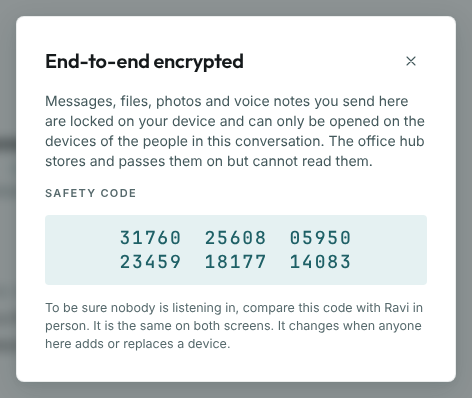 End-to-end encrypted
Messages, files, photos and voice notes you send here
are locked on your device and can only be opened on the
devices of the people in this conversation. The office hub
stores and passes them on but cannot read them.
SAFETY CODE
31760 25608 05950
23459 18177 14083
To be sure nobody is listening in, compare this code with Ravi in
person. It is the same on both screens. It changes when anyone
here adds or replaces a device.